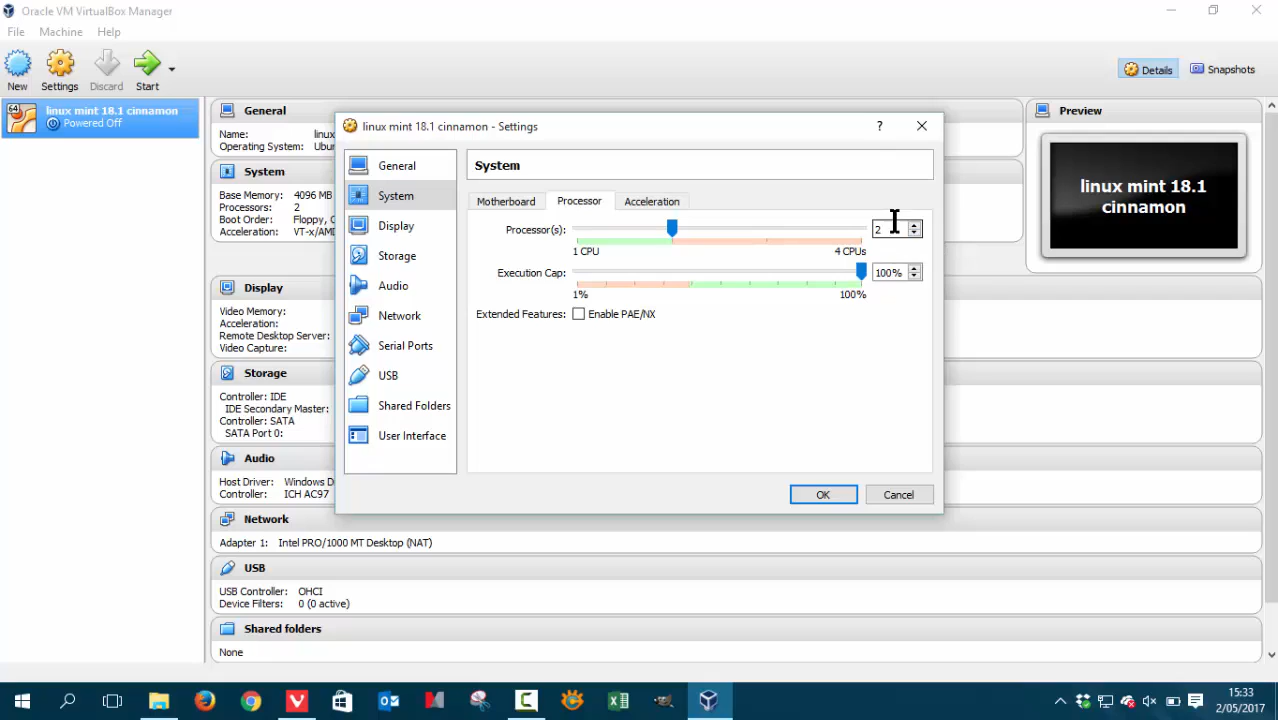 Oracle VM VirtualBox Manager
File Machine Help
New Settings Discard Start Details Snapshots
64 linux mint 18.1 cinnamon
Powered Off
General
Name: linux
Operating System: Ubun
System
Base Memory: 4096 MB
Processors: 2
Boot Order: Floppy, C
Acceleration: VT-x/AMD
Display
Video Memory:
Acceleration:
Remote Desktop Server:
Video Capture:
Storage
Controller: IDE
IDE Secondary Master:
Controller: SATA
SATA Port 0:
Audio
Host Driver: Windows D
Controller: ICH AC97
Network
Adapter 1: Intel PRO/1000 MT Desktop (NAT)
USB
USB Controller: OHCI
Device Filters: 0 (0 active)
Shared folders
None
Preview
linux mint 18.1
cinnamon
linux mint 18.1 cinnamon - Settings ?
General
System
Display
Storage
Audio
Network
Serial Ports
USB
Shared Folders
User Interface
System
Motherboard Processor Acceleration
Processor(s): 2
1 CPU 4 CPUs
Execution Cap: 100%
1% 100%
Extended Features: Enable PAE/NX
OK Cancel
15:33
2/05/2017